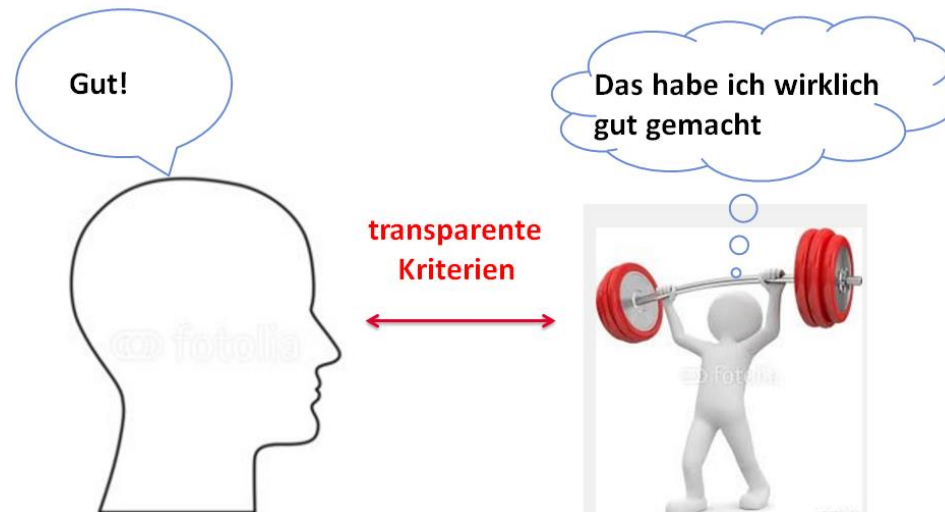 Gut!
Das habe ich wirklich
gut gemacht
transparente
Kriterien
fotolia
fotolia